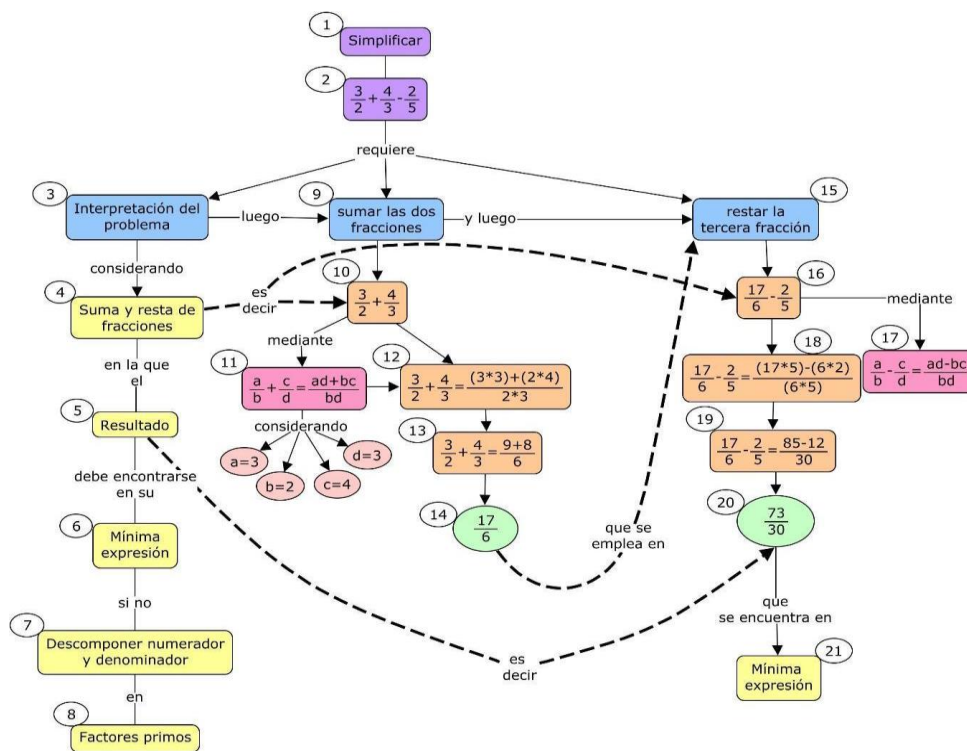 1
Simplificar
2
3/2 + 4/3 - 2/5
requiere
3
Interpretación del
problema
luego
9
sumar las dos
fracciones
y luego
15
restar la
tercera fracción
considerando
4
Suma y resta de
fracciones
es
decir
10
3/2 + 4/3
16
17/6 - 2/5
mediante
mediante
en la que
el
11
a/b + c/d = ad+bc/bd
12
3/2 + 4/3 = (3*3)+(2*4)/2*3
18
17/6 - 2/5 = (17*5)-(6*2)/(6*5)
17
a/b - c/d = ad-bc/bd
5
Resultado
considerando
a=3
b=2
c=4
d=3
13
3/2 + 4/3 = 9+8/6
19
17/6 - 2/5 = 85-12/30
debe encontrarse
en su
14
17/6
que se
emplea en
20
73/30
6
Mínima
expresión
si no
que
se encuentra en
7
Descomponer numerador
y denominador
es
decir
21
Mínima
expresión
en
8
Factores primos